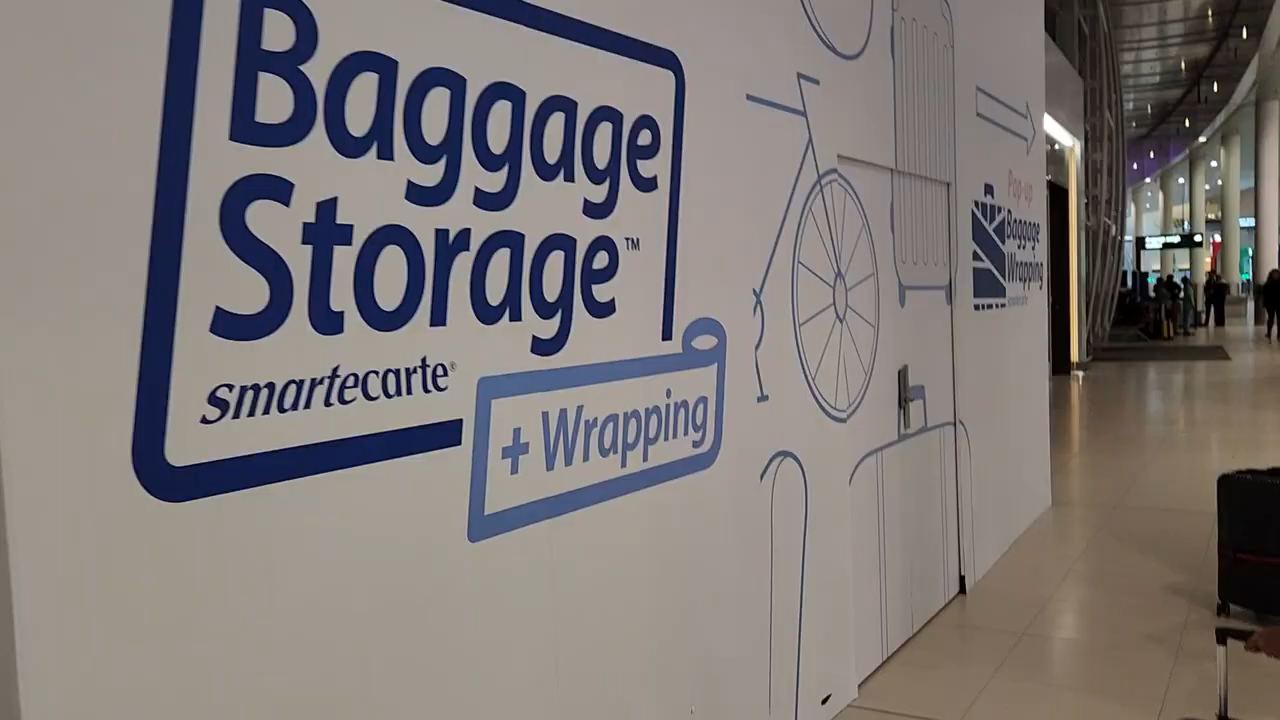 Baggage
Storage™
smartecarte®
+ Wrapping
Pop-up
Baggage
Wrapping